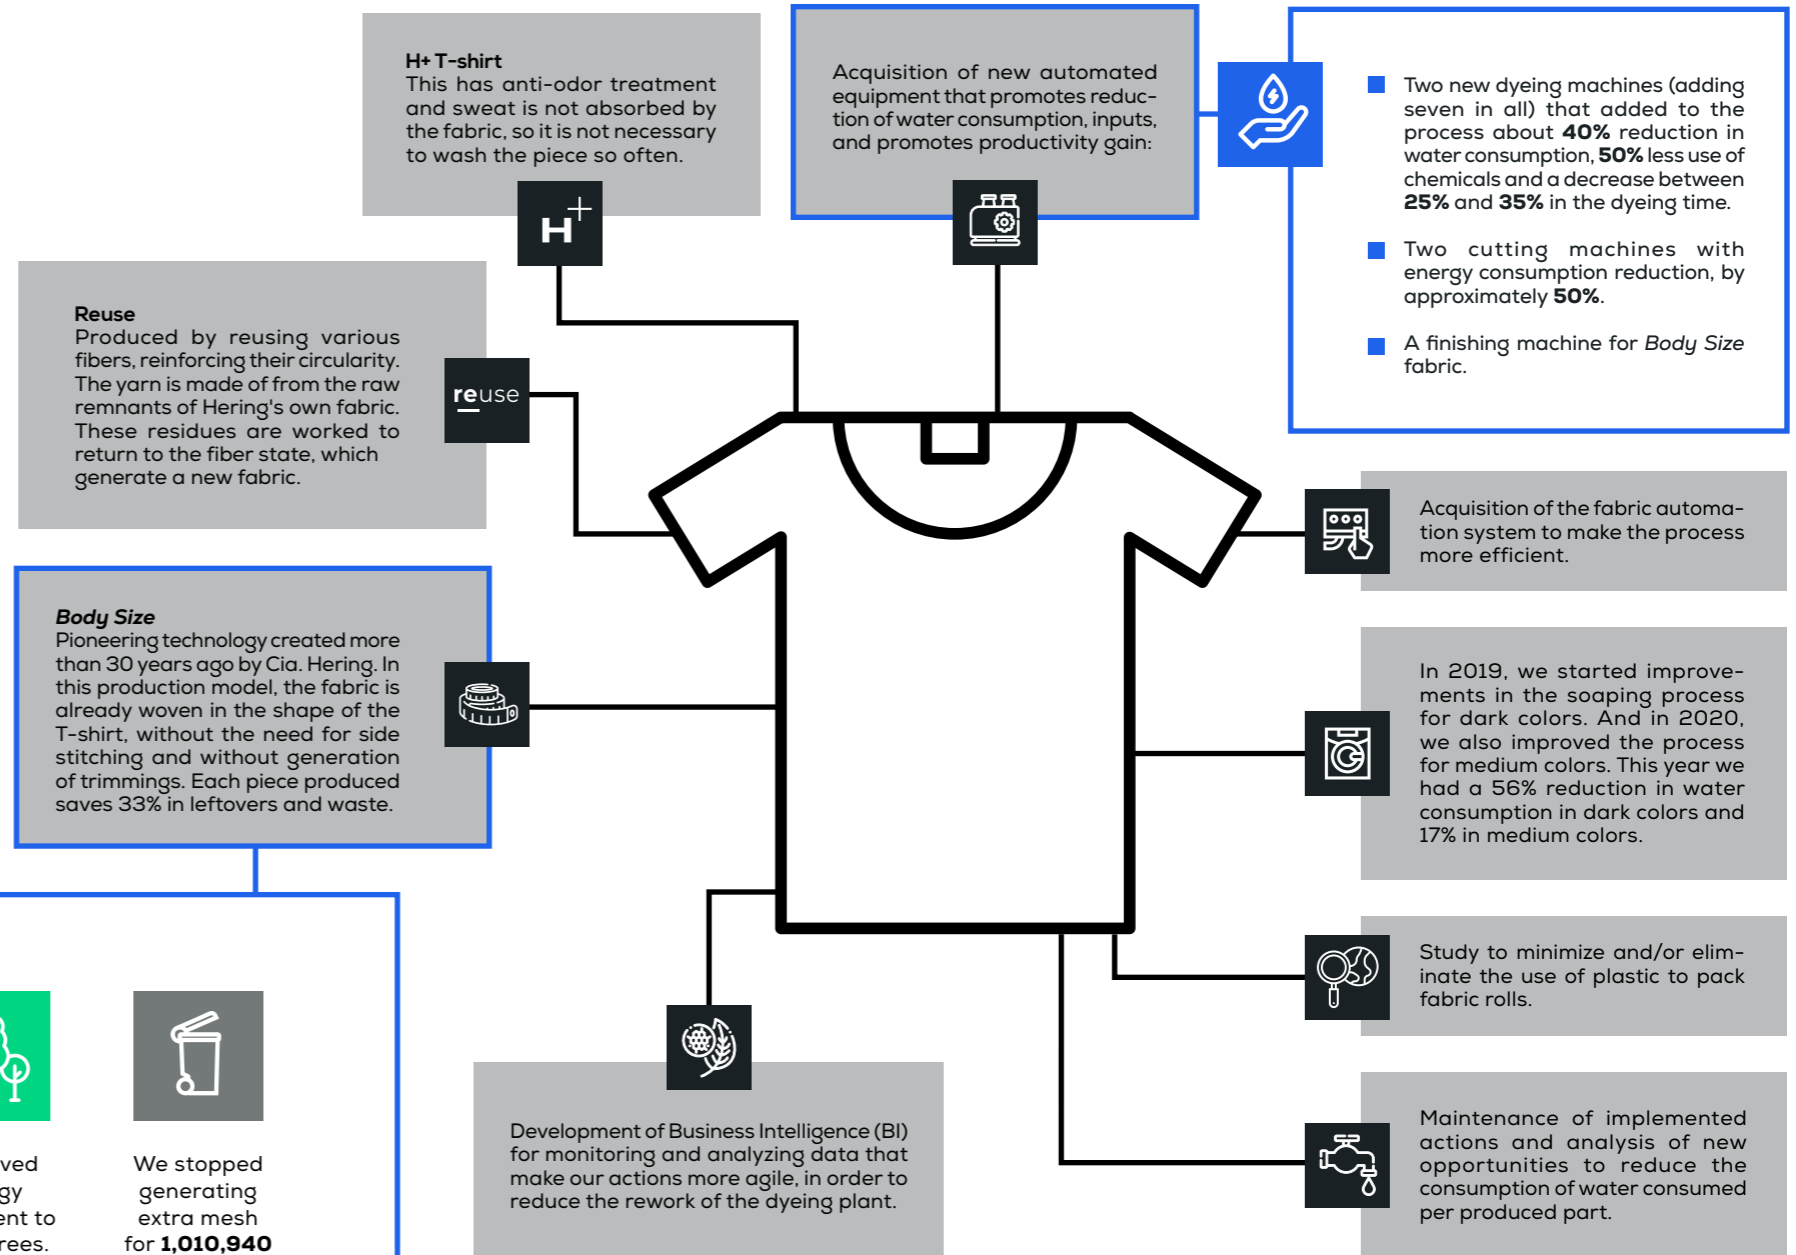 H+ T-shirt
This has anti-odor treatment
and sweat is not absorbed by
the fabric, so it is not necessary
to wash the piece so often.
H+
Acquisition of new automated
equipment that promotes reduc-
tion of water consumption, inputs,
and promotes productivity gain:
Two new dyeing machines (adding
seven in all) that added to the
process about 40% reduction in
water consumption, 50% less use of
chemicals and a decrease between
25% and 35% in the dyeing time.
Two cutting machines with
energy consumption reduction, by
approximately 50%.
A finishing machine for Body Size
fabric.
Reuse
Produced by reusing various
fibers, reinforcing their circularity.
The yarn is made of from the raw
remnants of Hering's own fabric.
These residues are worked to
return to the fiber state, which
generate a new fabric.
reuse
Acquisition of the fabric automa-
tion system to make the process
more efficient.
Body Size
Pioneering technology created more
than 30 years ago by Cia. Hering. In
this production model, the fabric is
already woven in the shape of the
T-shirt, without the need for side
stitching and without generation
of trimmings. Each piece produced
saves 33% in leftovers and waste.
In 2019, we started improve-
ments in the soaping process
for dark colors. And in 2020,
we also improved the process
for medium colors. This year we
had a 56% reduction in water
consumption in dark colors and
17% in medium colors.
Study to minimize and/or elim-
inate the use of plastic to pack
fabric rolls.
Maintenance of implemented
actions and analysis of new
opportunities to reduce the
consumption of water consumed
per produced part.
Development of Business Intelligence (BI)
for monitoring and analyzing data that
make our actions more agile, in order to
reduce the rework of the dyeing plant.
ved
gy
ent to
rees.
We stopped
generating
extra mesh
for 1,010,940